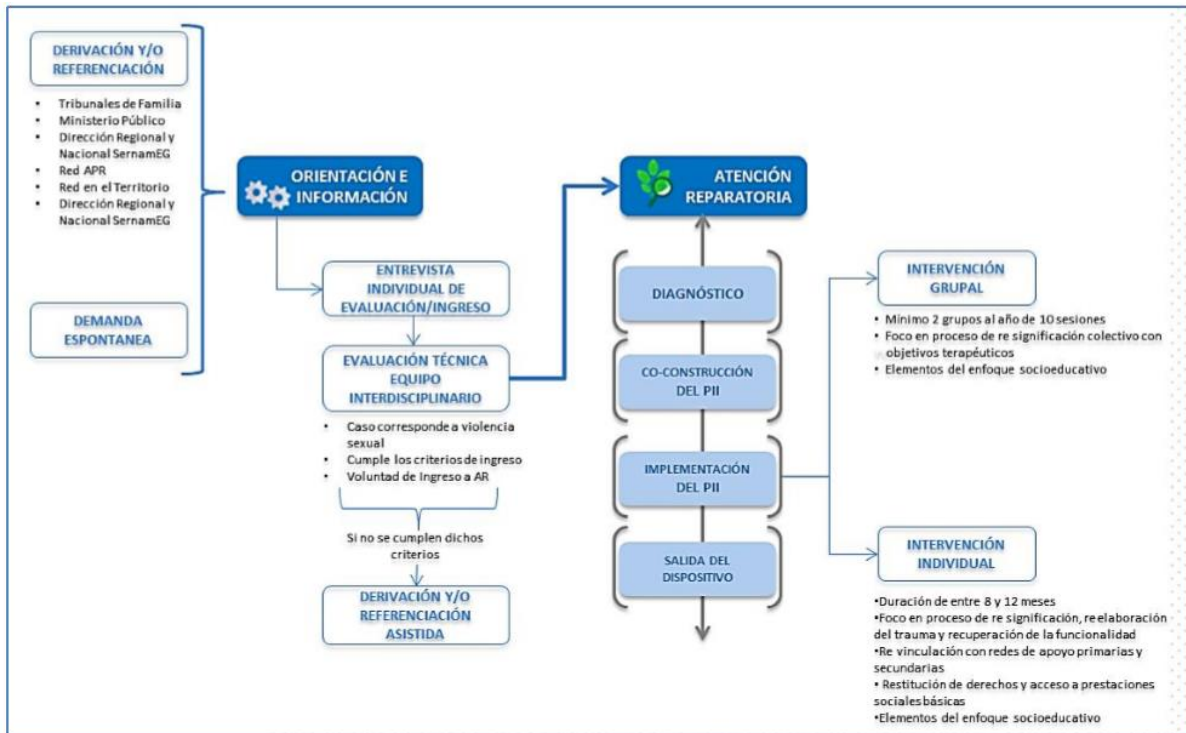 DERIVACIÓN Y/O
REFERENCIACIÓN
• Tribunales de Familia
• Ministerio Público
• Dirección Regional y
Nacional SernamEG
• Red APR
• Red en el Territorio
• Dirección Regional y
Nacional SernamEG
DEMANDA
ESPONTANEA
ORIENTACIÓN E
INFORMACIÓN
ENTREVISTA
INDIVIDUAL DE
EVALUACIÓN/INGRESO
EVALUACIÓN TÉCNICA
EQUIPO
INTERDISCIPLINARIO
• Caso corresponde a violencia
sexual
• Cumple los criterios de ingreso
• Voluntad de Ingreso a AR
Si no se cumplen dichos
criterios
DERIVACIÓN Y/O
REFERENCIACIÓN
ASISTIDA
ATENCIÓN
REPARATORIA
DIAGNÓSTICO
CO-CONSTRUCCIÓN
DEL PII
IMPLEMENTACIÓN
DEL PII
SALIDA DEL
DISPOSITIVO
INTERVENCIÓN
GRUPAL
• Mínimo 2 grupos al año de 10 sesiones
• Foco en proceso de re significación colectivo con
objetivos terapéuticos
• Elementos del enfoque socioeducativo
INTERVENCIÓN
INDIVIDUAL
•Duración de entre 8 y 12 meses
•Foco en proceso de re significación, re elaboración
del trauma y recuperación de la funcionalidad
•Re vinculación con redes de apoyo primarias y
secundarias
• Restitución de derechos y acceso a prestaciones
sociales básicas
•Elementos del enfoque socioeducativo